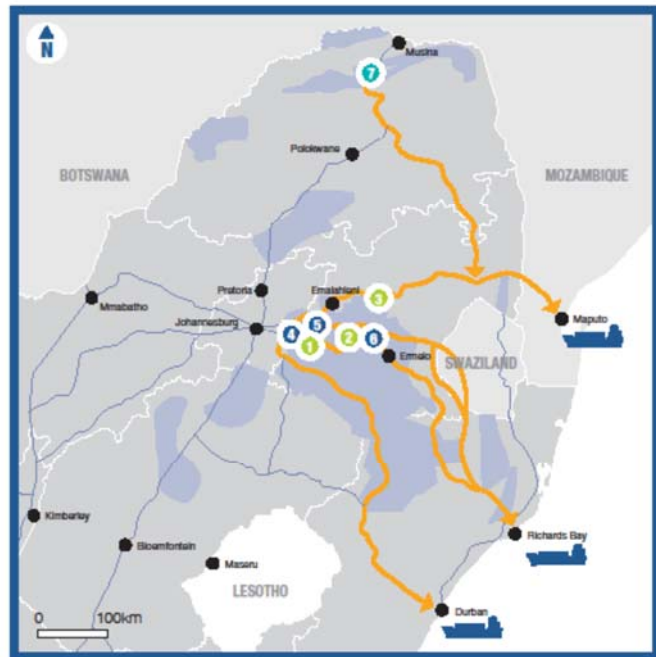 N
Musina
7
Polokwane
BOTSWANA
MOZAMBIQUE
Pretoria
Emalahleni
3
Mmabatho
Johannesburg
4
5
1
2
6
Ermelo
Maputo
SWAZILAND
Kimberley
Bloemfontein
Maseru
LESOTHO
Richards Bay
Durban
0 100km